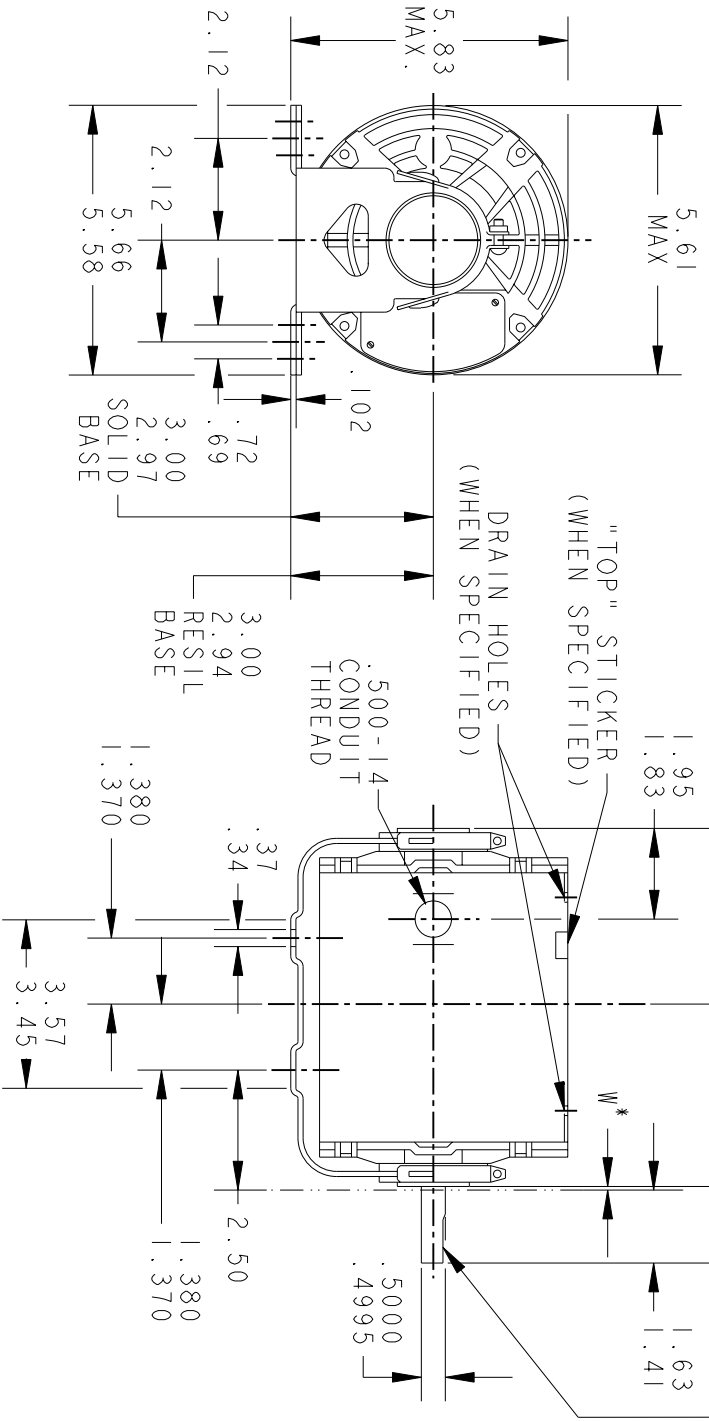 5.83
MAX.
2.12
2.12
5.66
5.58
5.61
MAX
.102
.72
.69
3.00
2.97
SOLID
BASE
3.00
2.94
RESIL
BASE
"TOP" STICKER
(WHEN SPECIFIED)
DRAIN HOLES
(WHEN SPECIFIED)
.500-14
CONDUIT
THREAD
1.95
1.83
1.380
1.370
.37
.34
3.57
3.45
W*
2.50
1.380
1.370
.5000
.4995
1.63
1.41